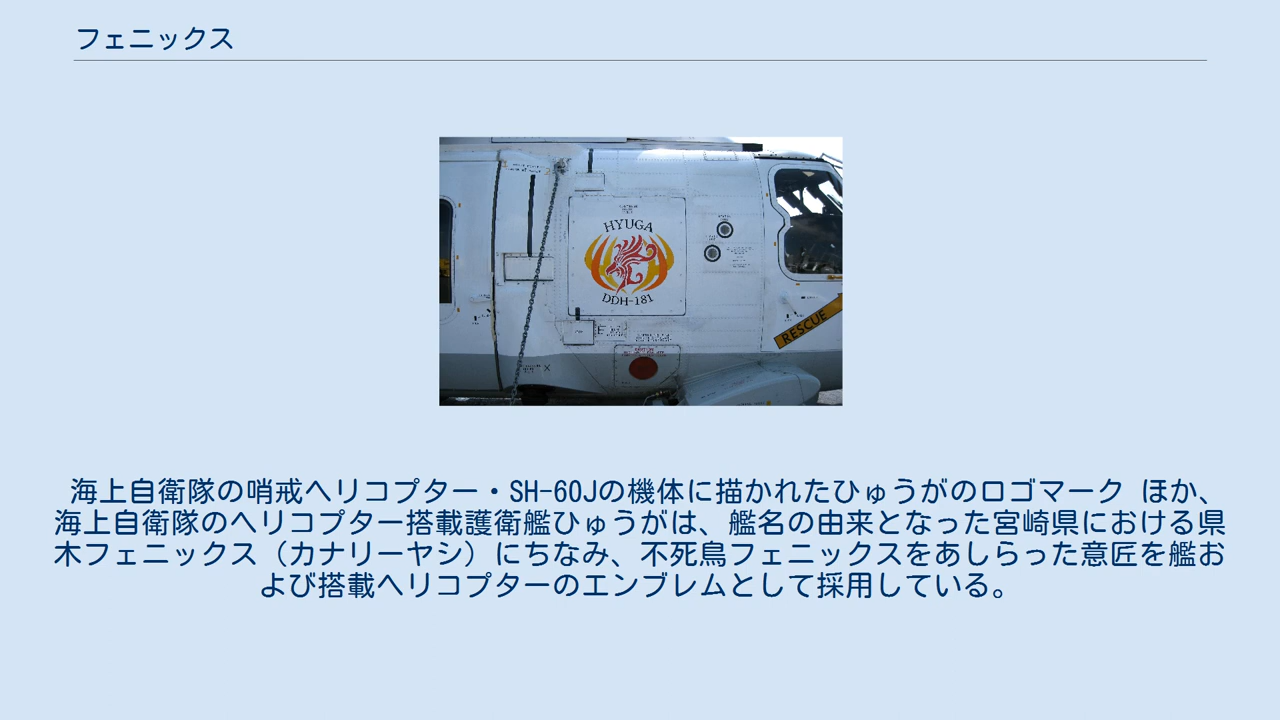 フェニックス
HYUGA
DDH-181
RESCUE
海上自衛隊の哨戒ヘリコプター・SH-60Jの機体に描かれたひゅうがのロゴマーク ほか、
海上自衛隊のヘリコプター搭載護衛艦ひゅうがは、艦名の由来となった宮崎県における県
木フェニックス（カナリーヤシ）にちなみ、不死鳥フェニックスをあしらった意匠を艦お
よび搭載ヘリコプターのエンブレムとして採用している。